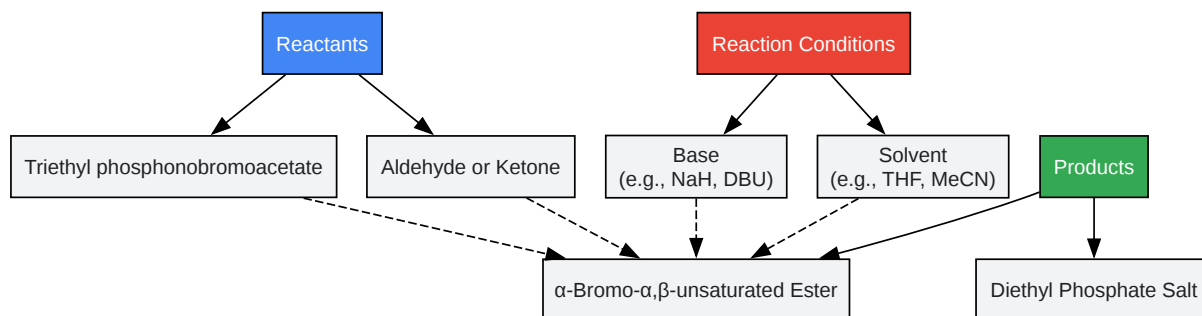 Reactants
Reaction Conditions
Triethyl phosphonobromoacetate
Aldehyde or Ketone
Base
(e.g., NaH, DBU)
Solvent
(e.g., THF, MeCN)
Products
α-Bromo-α,β-unsaturated Ester
Diethyl Phosphate Salt